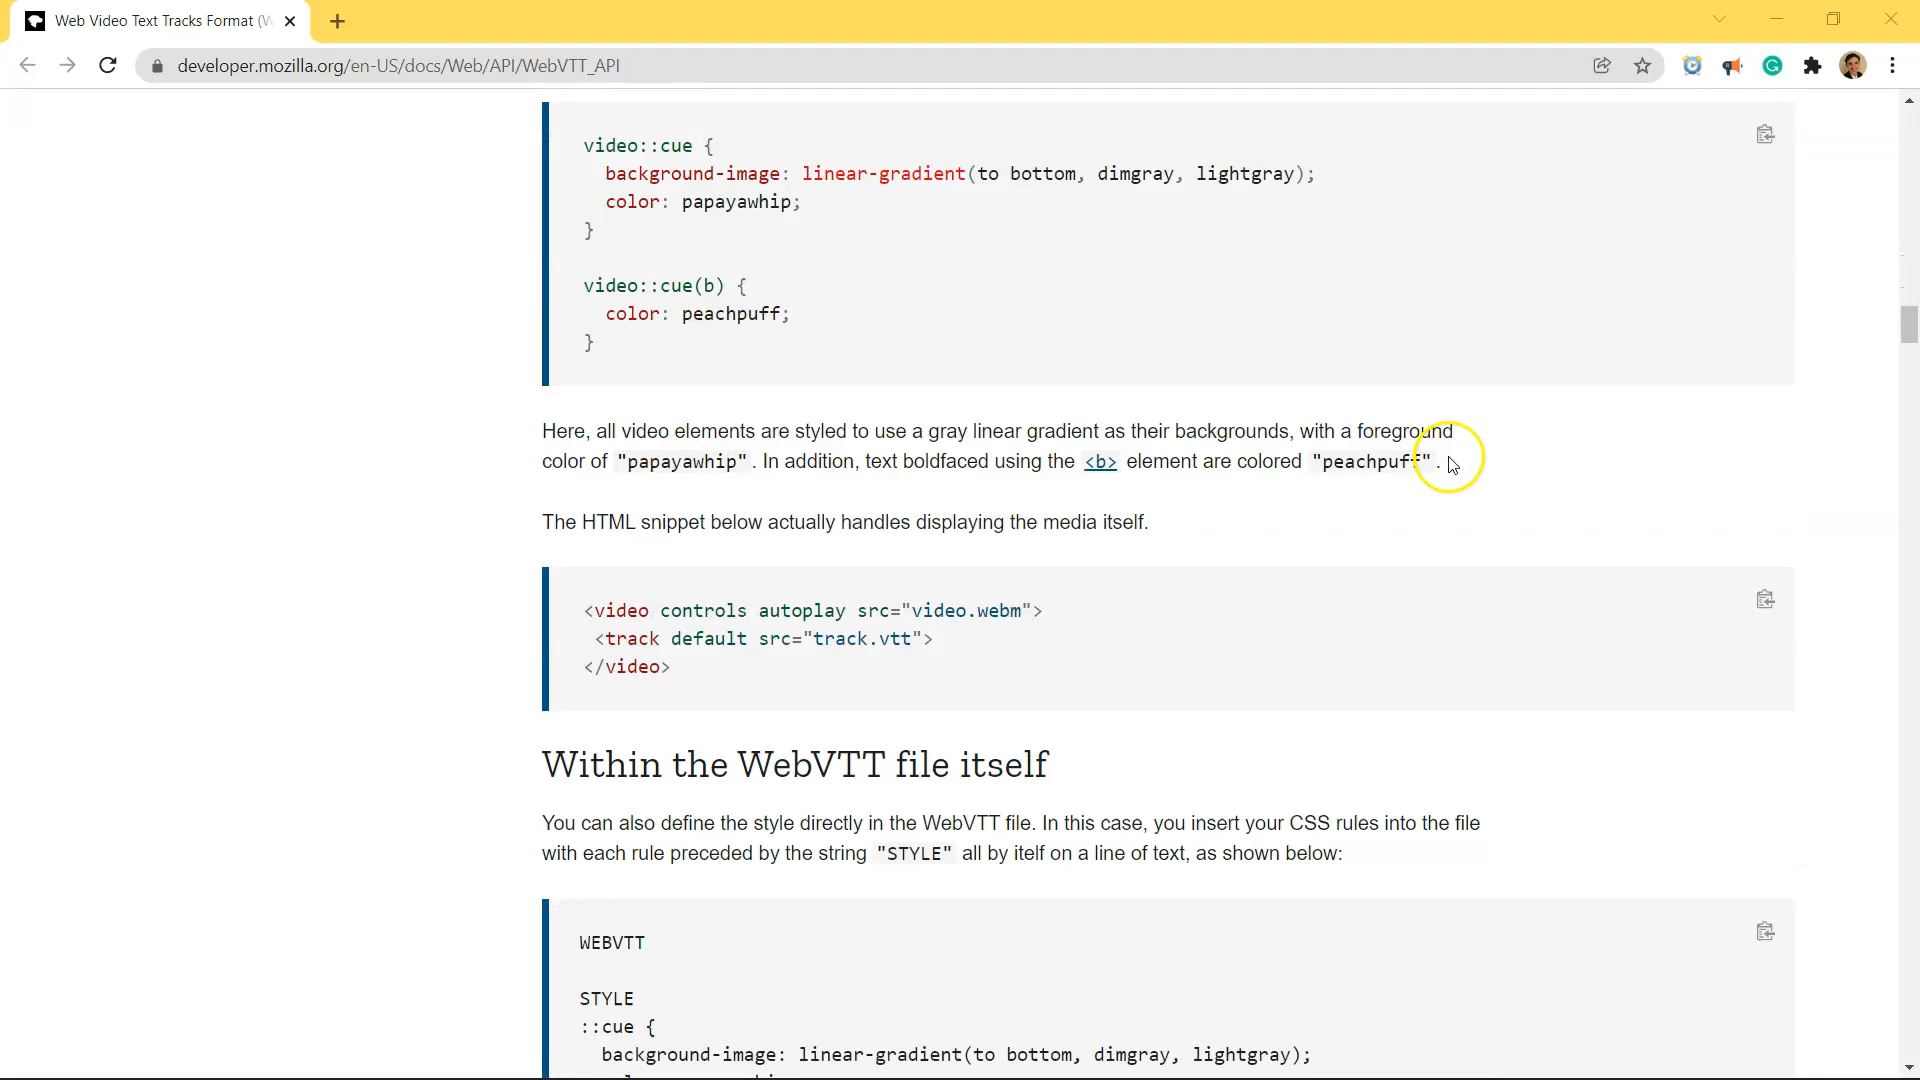 Web Video Text Tracks Format (W
developer.mozilla.org/en-US/docs/Web/API/WebVTT_API
video::cue {
background-image: linear-gradient(to bottom, dimgray, lightgray);
color: papayawhip;
}
video::cue(b) {
color: peachpuff;
}
Here, all video elements are styled to use a gray linear gradient as their backgrounds, with a foreground
color of "papayawhip". In addition, text boldfaced using the <b> element are colored "peachpuff".
The HTML snippet below actually handles displaying the media itself.
<video controls autoplay src="video.webm">
<track default src="track.vtt">
</video>
Within the WebVTT file itself
You can also define the style directly in the WebVTT file. In this case, you insert your CSS rules into the file
with each rule preceded by the string "STYLE" all by itelf on a line of text, as shown below:
WEBVTT
STYLE
::cue {
background-image: linear-gradient(to bottom, dimgray, lightgray);